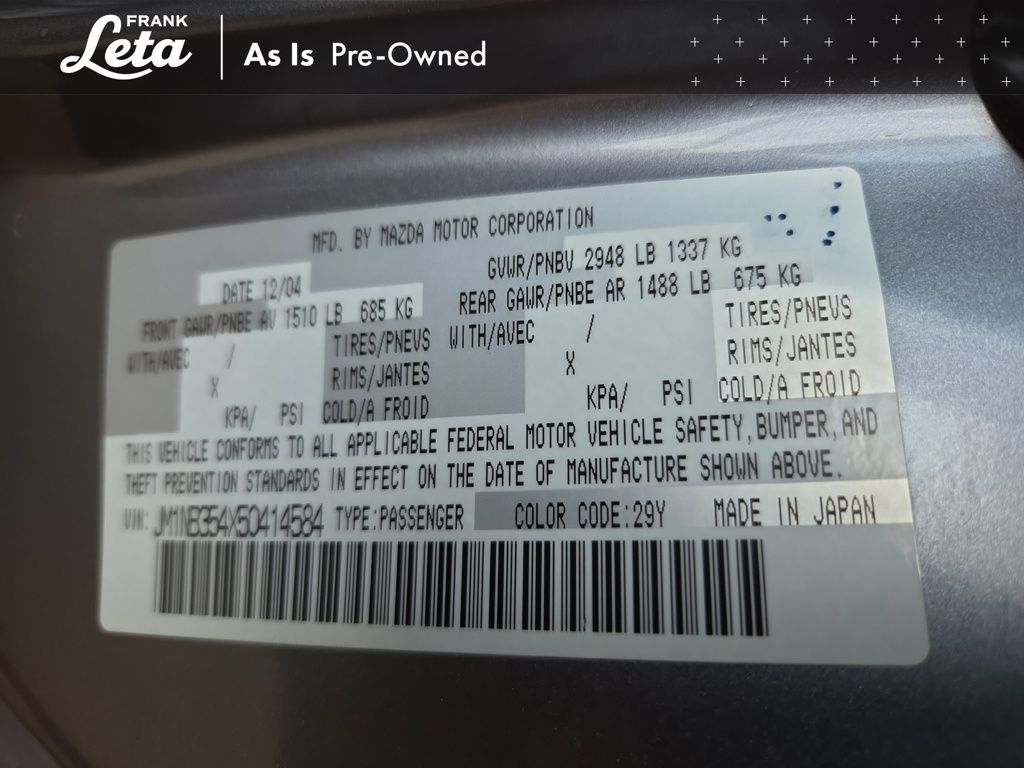 FRANK
Leta
As Is Pre-Owned
MFD. BY MAZDA MOTOR CORPORATION
DATE 12/04 GVWR/PNBV 2948 LB 1337 KG
FRONT GAWR/PNBE AV 1510 LB 685 KG REAR GAWR/PNBE AR 1488 LB 675 KG
WITH/AVEC / TIRES/PNEUS WITH/AVEC / TIRES/PNEUS
X RIMS/JANTES X RIMS/JANTES
KPA/ PSI COLD/A FROID KPA/ PSI COLD/A FROID
THIS VEHICLE CONFORMS TO ALL APPLICABLE FEDERAL MOTOR VEHICLE SAFETY, BUMPER, AND
THEFT PREVENTION STANDARDS IN EFFECT ON THE DATE OF MANUFACTURE SHOWN ABOVE.
VIN: JM1NB354X50414584 TYPE:PASSENGER COLOR CODE:29Y MADE IN JAPAN